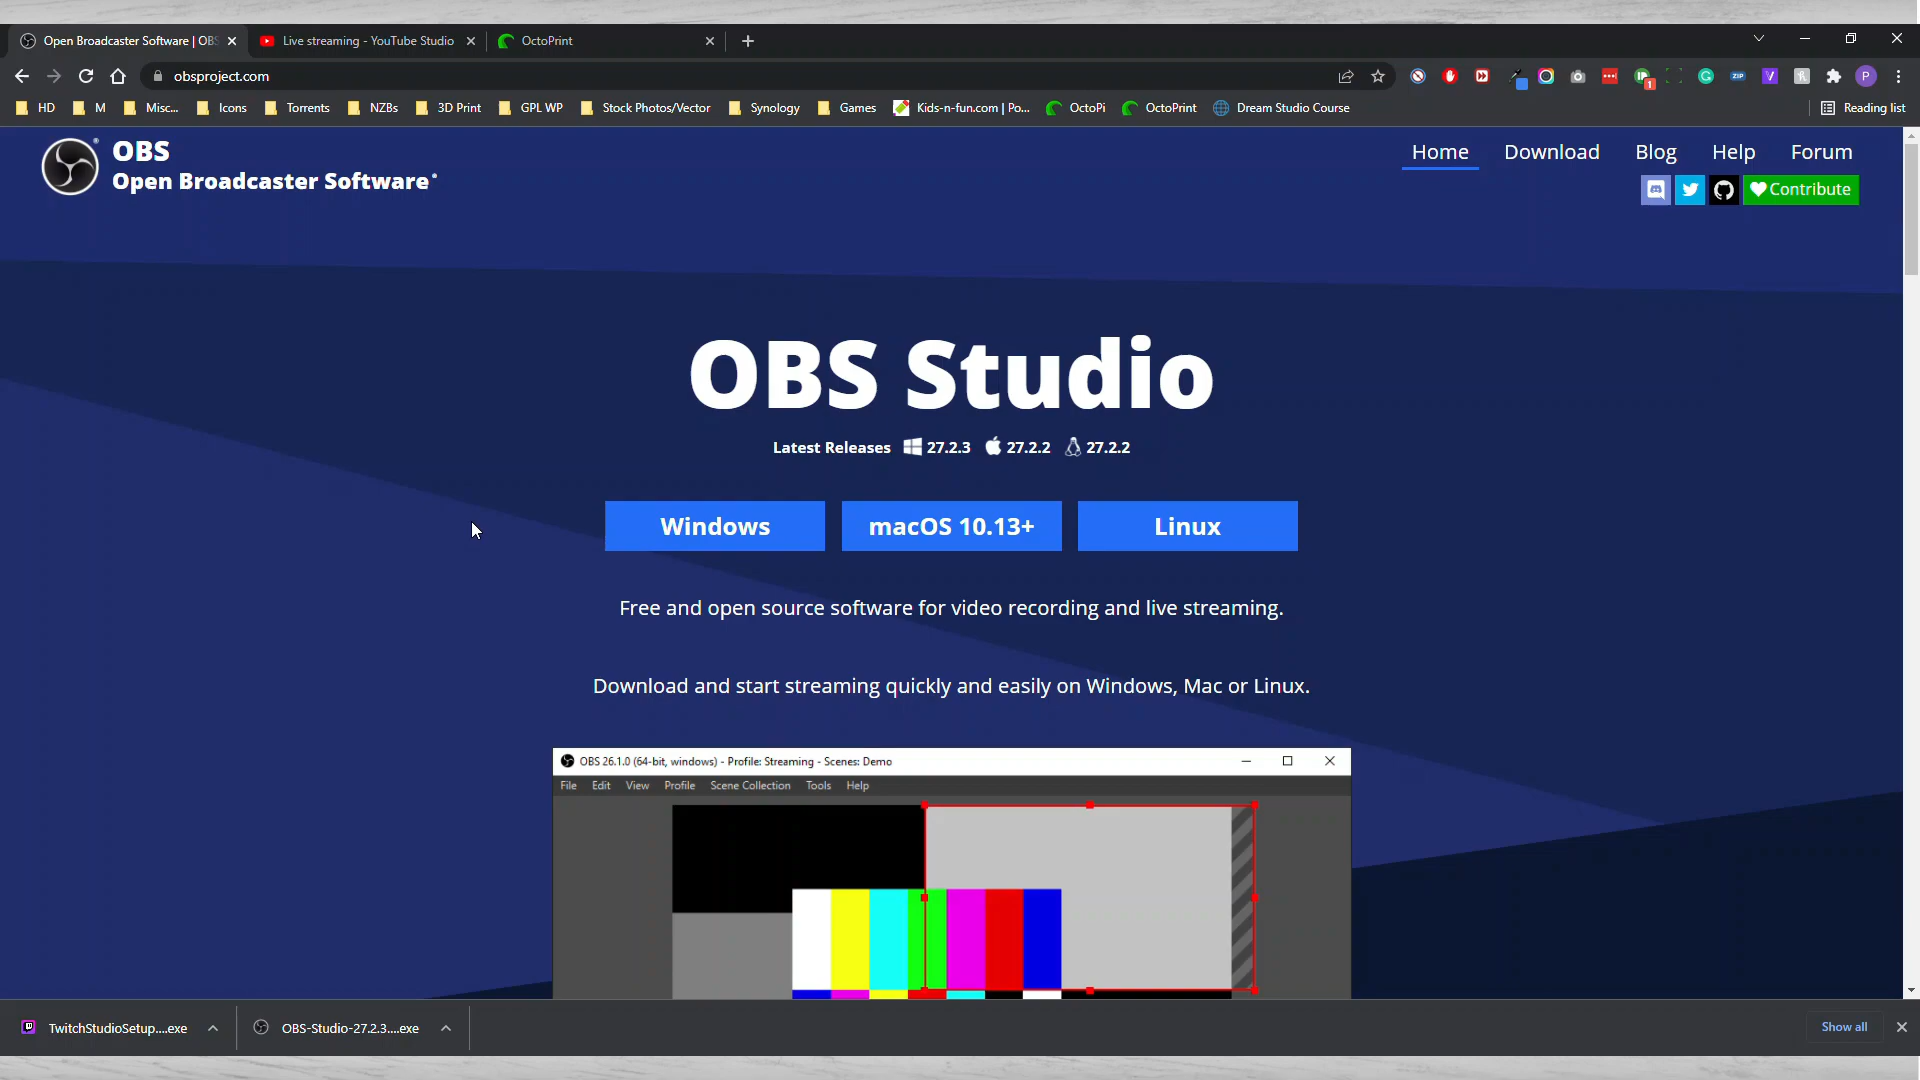 Open Broadcaster Software | OBS
Live streaming - YouTube Studio
OctoPrint
obsproject.com
HD
M
Misc...
Icons
Torrents
NZBs
3D Print
GPL WP
Stock Photos/Vector
Synology
Games
Kids-n-fun.com | Po...
OctoPi
OctoPrint
Dream Studio Course
Reading list
OBS
Open Broadcaster Software
Home
Download
Blog
Help
Forum
Contribute
OBS Studio
Latest Releases 27.2.3 27.2.2 27.2.2
Windows
macOS 10.13+
Linux
Free and open source software for video recording and live streaming.
Download and start streaming quickly and easily on Windows, Mac or Linux.
OBS 26.1.0 (64-bit, windows) - Profile: Streaming - Scenes: Demo
File Edit View Profile Scene Collection Tools Help
TwitchStudioSetup....exe
OBS-Studio-27.2.3....exe
Show all